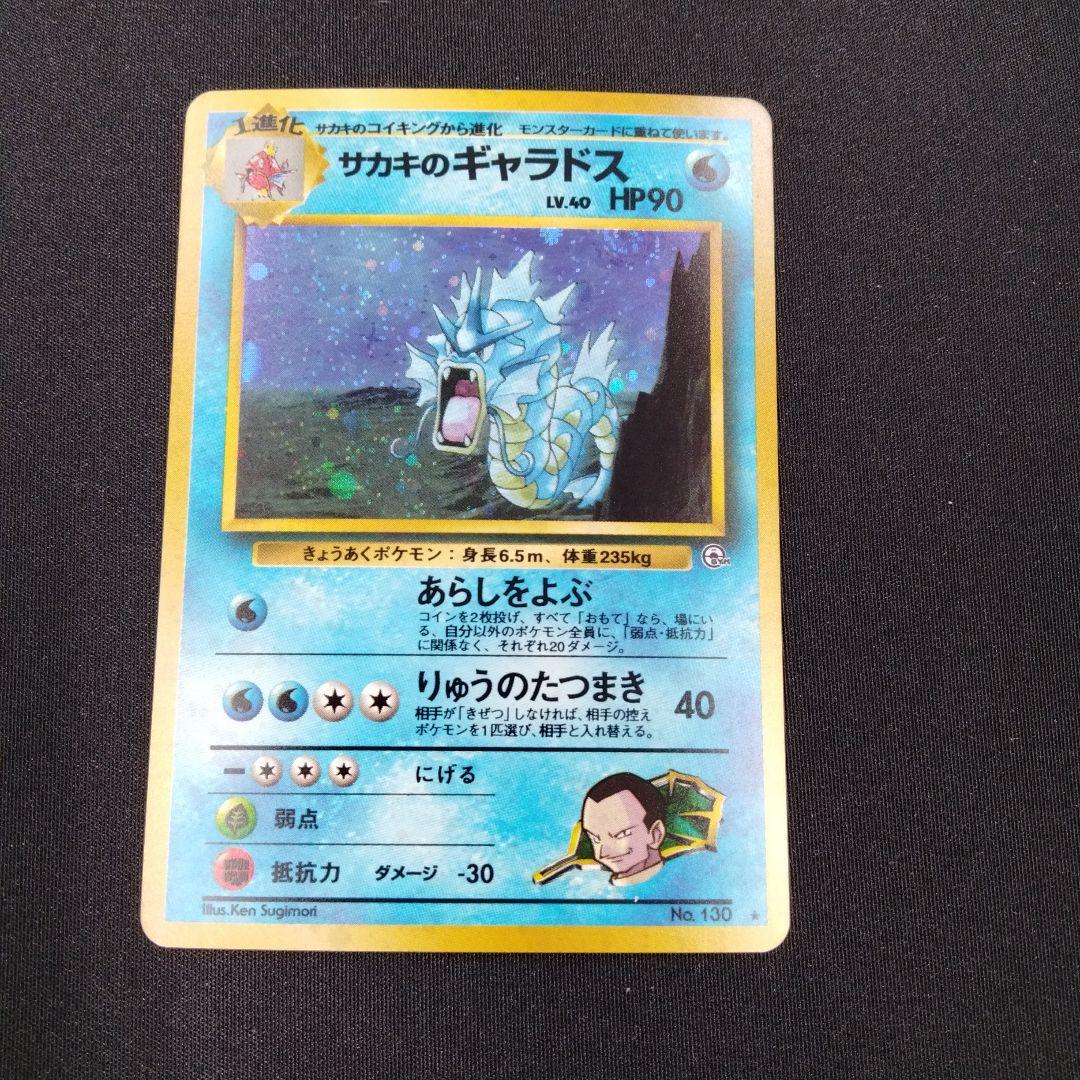 1進化 サカキのコイキングから進化 モンスターカードに重ねて使います。
サカキのギャラドス
LV.40 HP90
きょうあくポケモン：身長6.5m、体重235kg
GYM
あらしをよぶ
コインを2枚投げ、すべて「おもて」なら、場にい
る、自分以外のポケモン全員に、「弱点・抵抗力」
に関係なく、それぞれ20ダメージ。
りゅうのたつまき 40
相手が「きぜつ」しなければ、相手の控え
ポケモンを1匹選び、相手と入れ替える。
にげる
弱点
抵抗力 ダメージ -30
Illus.Ken Sugimori No. 130 ★